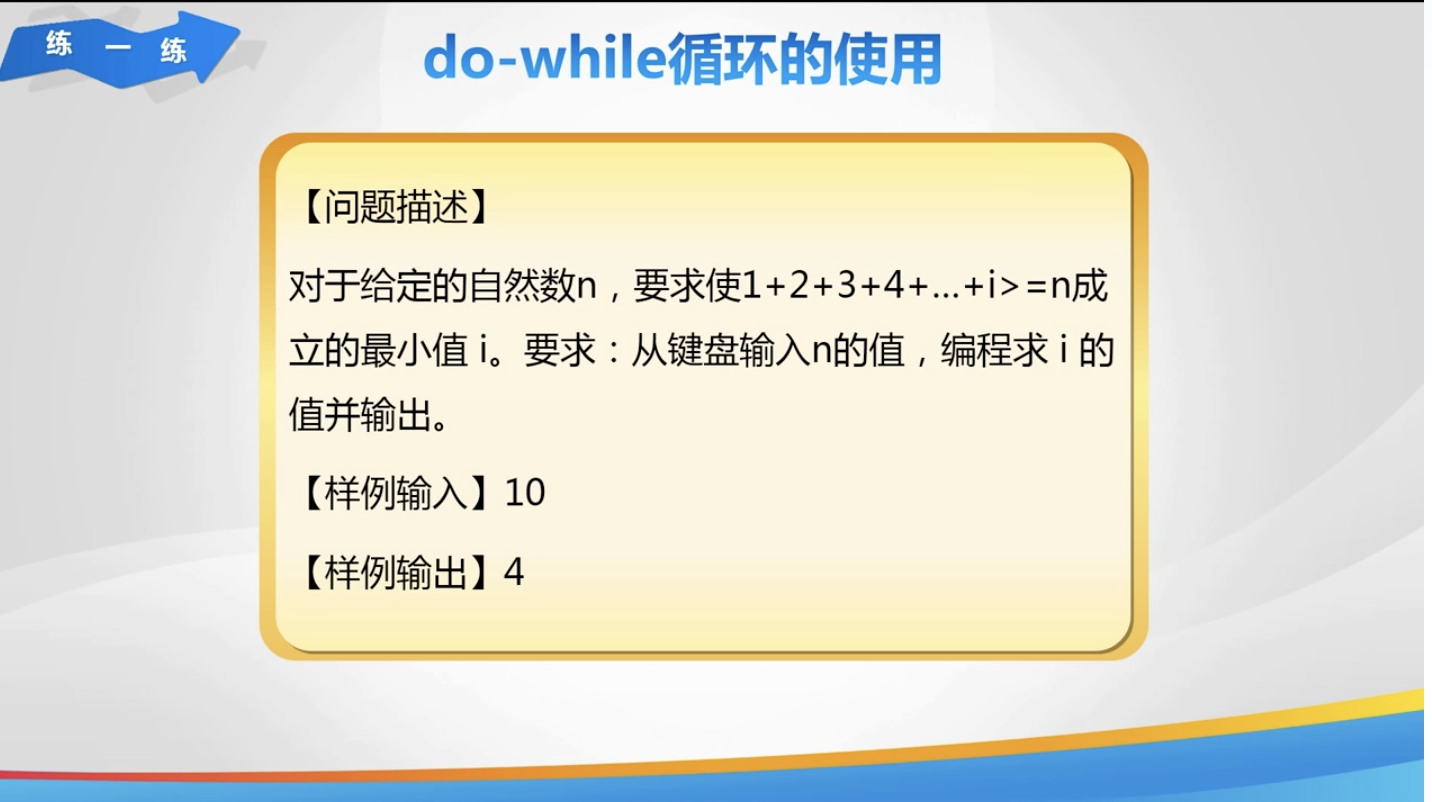 练一练
do-while循环的使用
【问题描述】
对于给定的自然数n，要求使1+2+3+4+...+i>=n成
立的最小值 i。要求：从键盘输入n的值，编程求 i 的
值并输出。
【样例输入】10
【样例输出】4